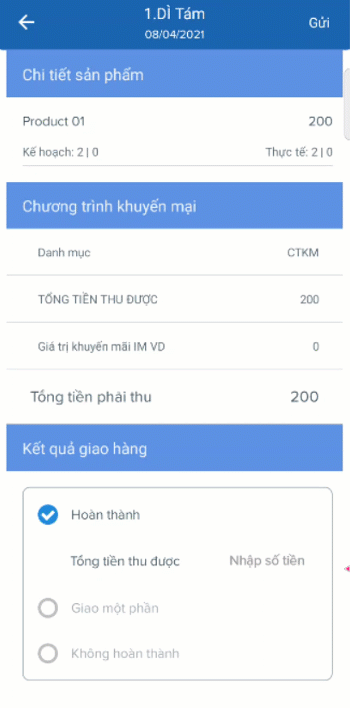 1.DÌ Tám
08/04/2021
Gửi
Chi tiết sản phẩm
Product 01 200
Kế hoạch: 2 | 0 Thực tế: 2 | 0
Chương trình khuyến mại
Danh mục CTKM
TỔNG TIỀN THU ĐƯỢC 200
Giá trị khuyến mãi IM VD 0
Tổng tiền phải thu 200
Kết quả giao hàng
Hoàn thành
Tổng tiền thu được Nhập số tiền
Giao một phần
Không hoàn thành